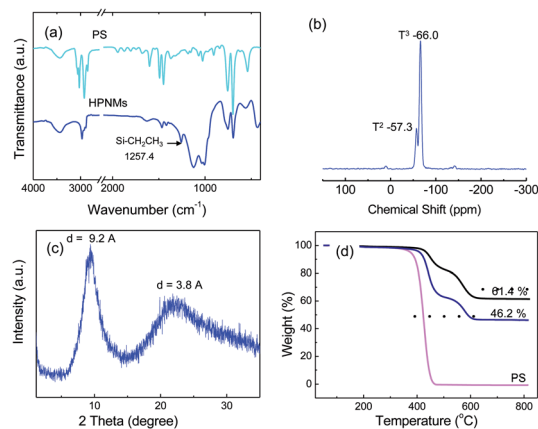 (a)
PS
HPNMs
Si-CH2CH3
1257.4
Transmittance (a.u.)
4000 3000 2000 1000
Wavenumber (cm-1)
(b)
T3 -66.0
T2 -57.3
100 0 -100 -200 -300
Chemical Shift (ppm)
(c)
d = 9.2 A
d = 3.8 A
Intensity (a.u.)
10 20 30
2 Theta (degree)
(d)
100
80
60
40
20
0
61.4 %
46.2 %
PS
Weight (%)
200 400 600 800
Temperature (oC)